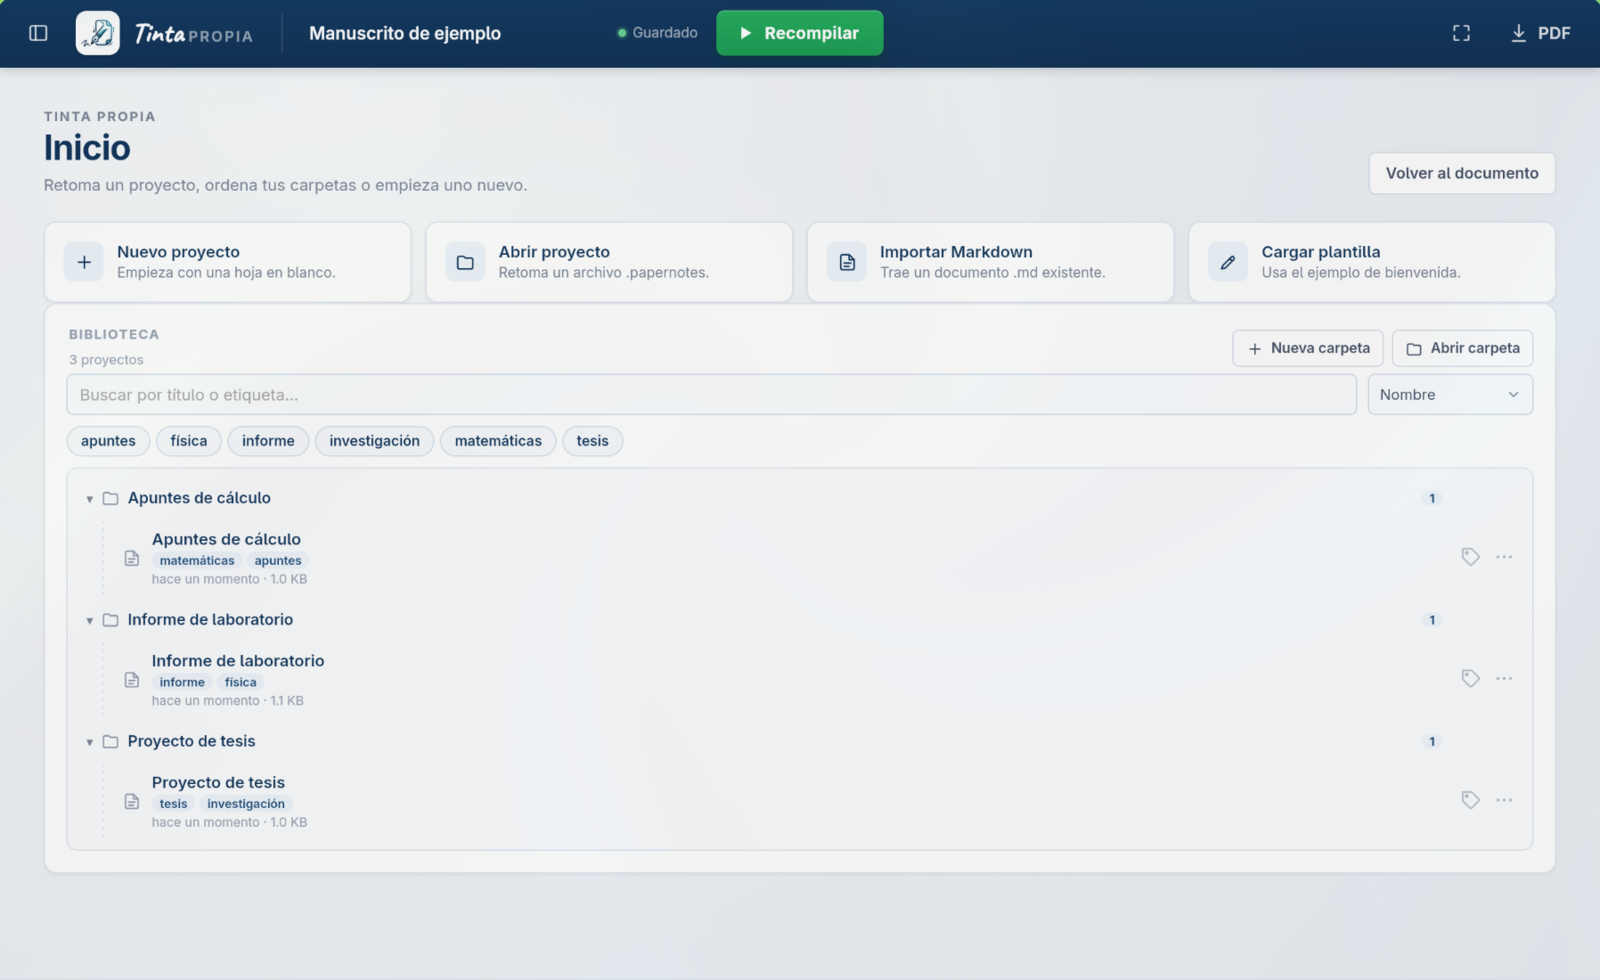 Tinta PROPIA
Manuscrito de ejemplo
Guardado
Recompilar
PDF
TINTA PROPIA
Inicio
Retoma un proyecto, ordena tus carpetas o empieza uno nuevo.
Volver al documento
Nuevo proyecto
Empieza con una hoja en blanco.
Abrir proyecto
Retoma un archivo .papernotes.
Importar Markdown
Trae un documento .md existente.
Cargar plantilla
Usa el ejemplo de bienvenida.
BIBLIOTECA
3 proyectos
Nueva carpeta
Abrir carpeta
Buscar por título o etiqueta...
Nombre
apuntes física informe investigación matemáticas tesis
Apuntes de cálculo 1
Apuntes de cálculo
matemáticas apuntes
hace un momento · 1.0 KB
Informe de laboratorio 1
Informe de laboratorio
informe física
hace un momento · 1.1 KB
Proyecto de tesis 1
Proyecto de tesis
tesis investigación
hace un momento · 1.0 KB